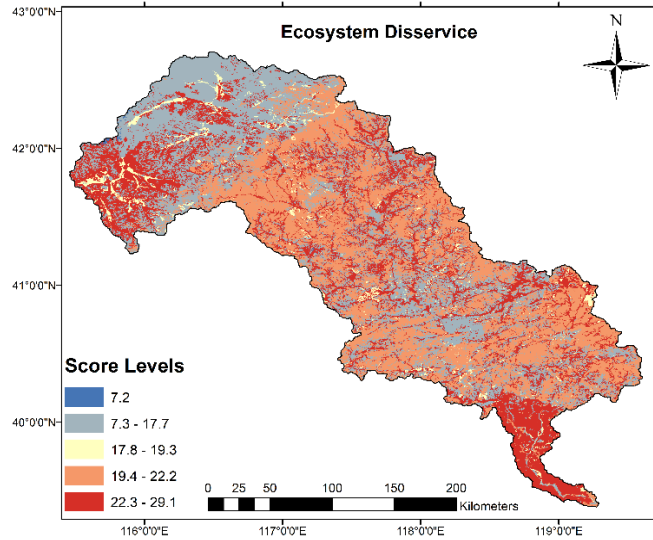 Ecosystem Disservice
N
43°0'0"N
42°0'0"N
41°0'0"N
40°0'0"N
Score Levels
7.2
7.3 - 17.7
17.8 - 19.3
19.4 - 22.2
22.3 - 29.1
0 25 50 100 150 200
Kilometers
116°0'0"E 117°0'0"E 118°0'0"E 119°0'0"E